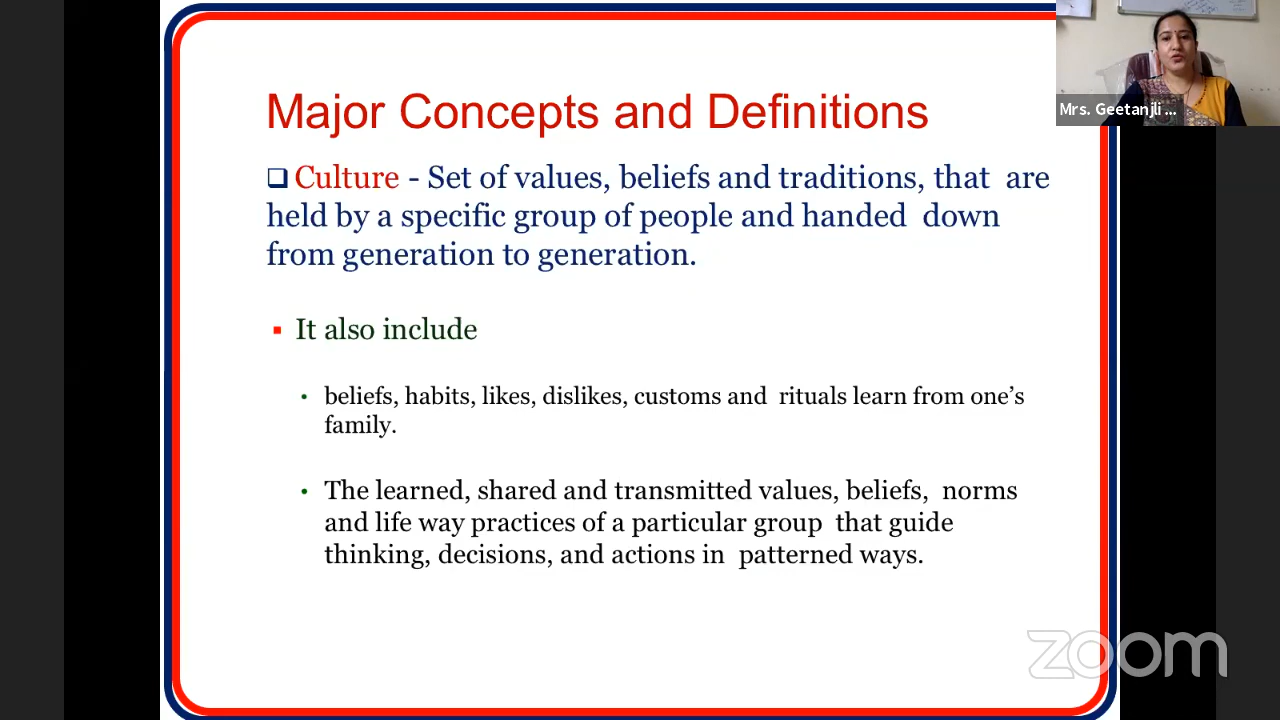 Major Concepts and Definitions
Culture - Set of values, beliefs and traditions, that are
held by a specific group of people and handed down
from generation to generation.
It also include
beliefs, habits, likes, dislikes, customs and rituals learn from one's
family.
The learned, shared and transmitted values, beliefs, norms
and life way practices of a particular group that guide
thinking, decisions, and actions in patterned ways.
Mrs. Geetanjli ...
zoom